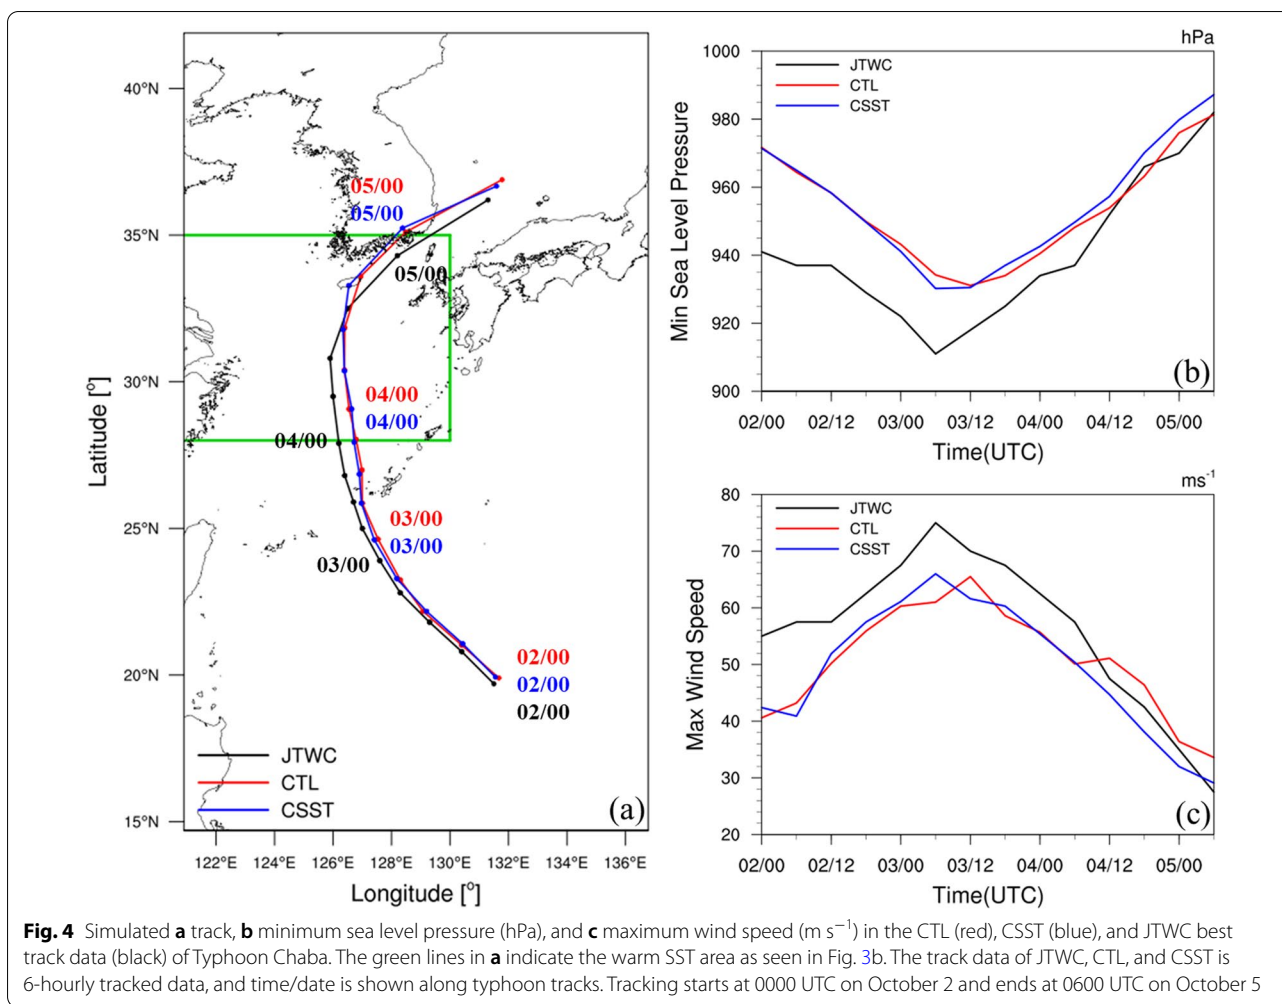 40°N
35°N
30°N
25°N
20°N
15°N
Latitude [°]
122°E 124°E 126°E 128°E 130°E 132°E 134°E 136°E
Longitude [°]
05/00
05/00
05/00
04/00
04/00
04/00
03/00
03/00
03/00
02/00
02/00
02/00
JTWC
CTL
CSST
(a)
hPa
1000
980
960
940
920
900
Min Sea Level Pressure
JTWC
CTL
CSST
(b)
02/00 02/12 03/00 03/12 04/00 04/12 05/00
Time(UTC)
ms⁻¹
80
70
60
50
40
30
20
Max Wind Speed
JTWC
CTL
CSST
(c)
02/00 02/12 03/00 03/12 04/00 04/12 05/00
Time(UTC)
Fig. 4 Simulated a track, b minimum sea level pressure (hPa), and c maximum wind speed (m s⁻¹) in the CTL (red), CSST (blue), and JTWC best
track data (black) of Typhoon Chaba. The green lines in a indicate the warm SST area as seen in Fig. 3b. The track data of JTWC, CTL, and CSST is
6-hourly tracked data, and time/date is shown along typhoon tracks. Tracking starts at 0000 UTC on October 2 and ends at 0600 UTC on October 5